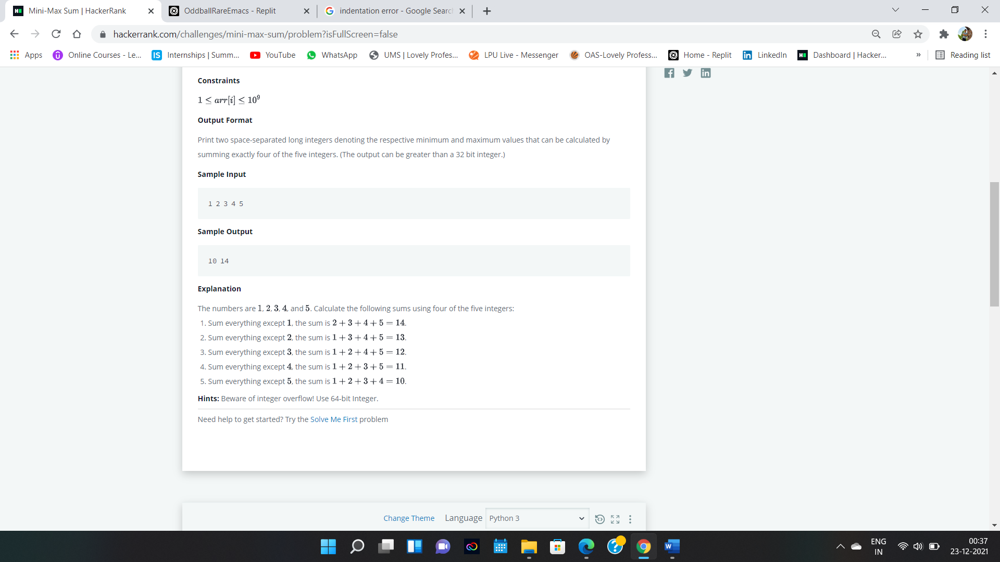 Mini-Max Sum | HackerRank
OddballRareEmacs - Replit
indentation error - Google Searc
hackerrank.com/challenges/mini-max-sum/problem?isFullScreen=false
Apps
Online Courses - Le...
IS
Internships | Summ...
YouTube
WhatsApp
UMS | Lovely Profes...
LPU Live - Messenger
OAS-Lovely Profess...
Home - Replit
in
LinkedIn
H
Dashboard | Hacker...
»
Reading list
Constraints
1 ≤ arr[i] ≤ 10⁹
Output Format
Print two space-separated long integers denoting the respective minimum and maximum values that can be calculated by
summing exactly four of the five integers. (The output can be greater than a 32 bit integer.)
Sample Input
1 2 3 4 5
Sample Output
10 14
Explanation
The numbers are 1, 2, 3, 4, and 5. Calculate the following sums using four of the five integers:
1. Sum everything except 1, the sum is 2 + 3 + 4 + 5 = 14.
2. Sum everything except 2, the sum is 1 + 3 + 4 + 5 = 13.
3. Sum everything except 3, the sum is 1 + 2 + 4 + 5 = 12.
4. Sum everything except 4, the sum is 1 + 2 + 3 + 5 = 11.
5. Sum everything except 5, the sum is 1 + 2 + 3 + 4 = 10.
Hints: Beware of integer overflow! Use 64-bit Integer.
Need help to get started? Try the Solve Me First problem
Change Theme
Language
Python 3
ENG
IN
00:37
23-12-2021